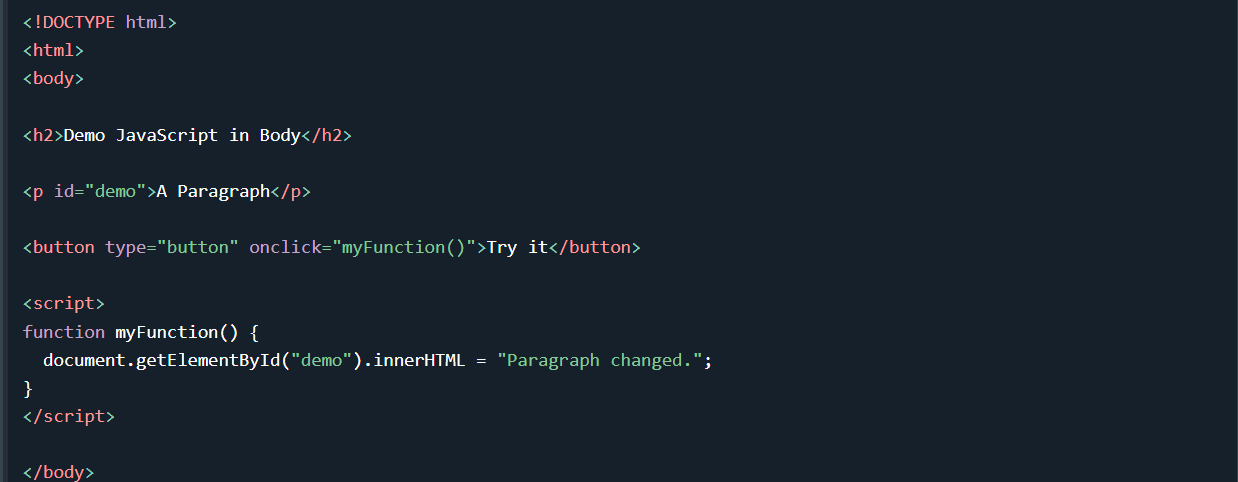 <!DOCTYPE html>
<html>
<body>
<h2>Demo JavaScript in Body</h2>
<p id="demo">A Paragraph</p>
<button type="button" onclick="myFunction()">Try it</button>
<script>
function myFunction() {
  document.getElementById("demo").innerHTML = "Paragraph changed.";
}
</script>
</body>